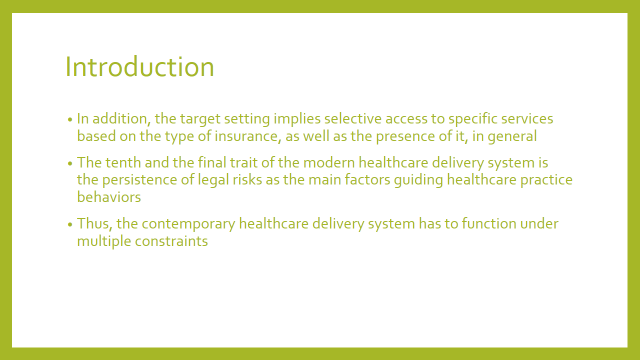 Introduction
• In addition, the target setting implies selective access to specific services
based on the type of insurance, as well as the presence of it, in general
• The tenth and the final trait of the modern healthcare delivery system is
the persistence of legal risks as the main factors guiding healthcare practice
behaviors
• Thus, the contemporary healthcare delivery system has to function under
multiple constraints